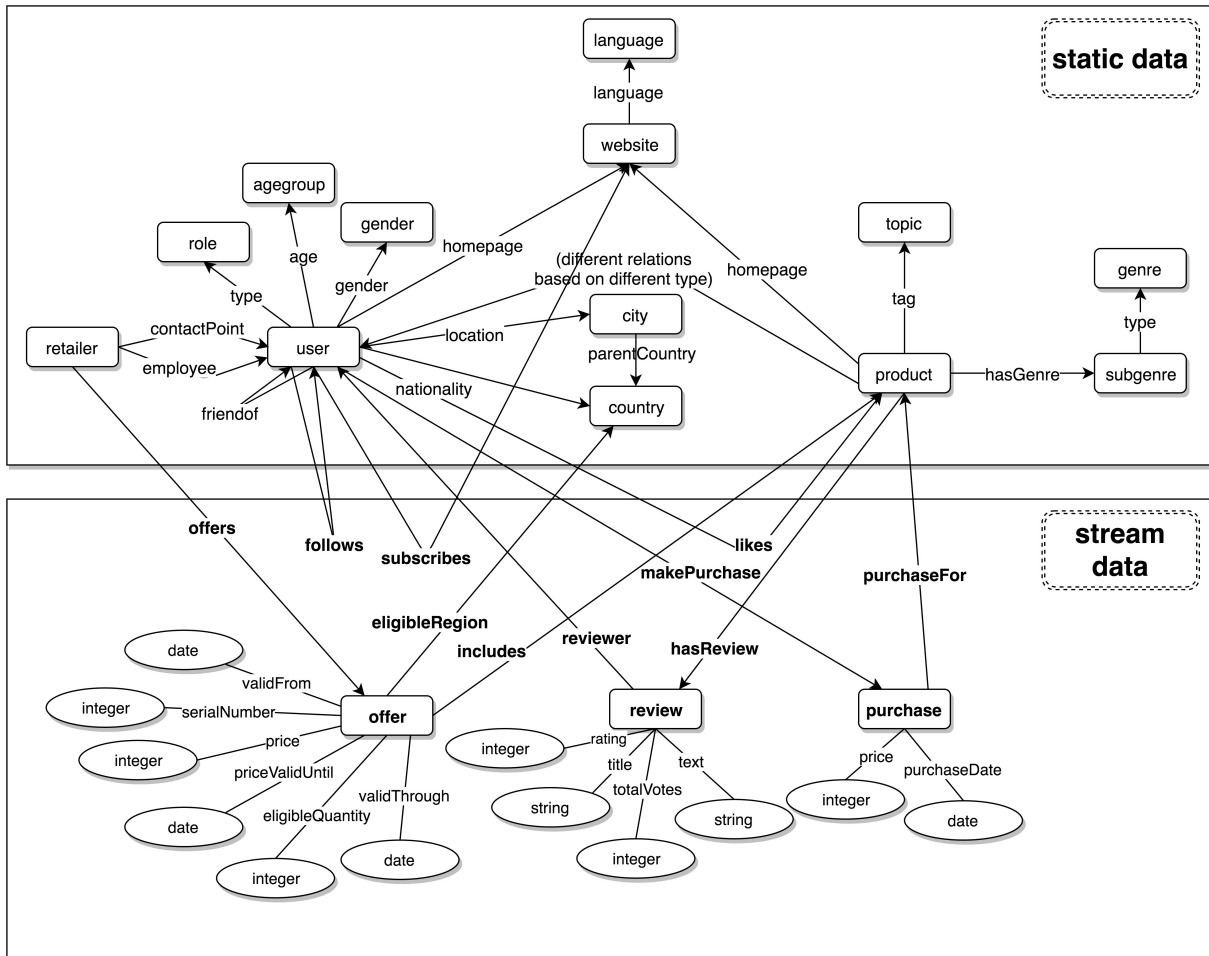 language
static data
language
website
agegroup
role
gender
topic
homepage
age
(different relations
based on different type)
homepage
genre
type
gender
tag
contactPoint
location
city
type
retailer
user
parentCountry
employee
product
hasGenre
subgenre
nationality
friendof
country
offers
follows
subscribes
likes
makePurchase
purchaseFor
stream
data
eligibleRegion
includes
reviewer
hasReview
date
validFrom
integer
serialNumber
offer
review
purchase
price
integer
rating
integer
title
text
price
purchaseDate
priceValidUntil
validThrough
totalVotes
eligibleQuantity
date
string
string
integer
date
integer
date
integer